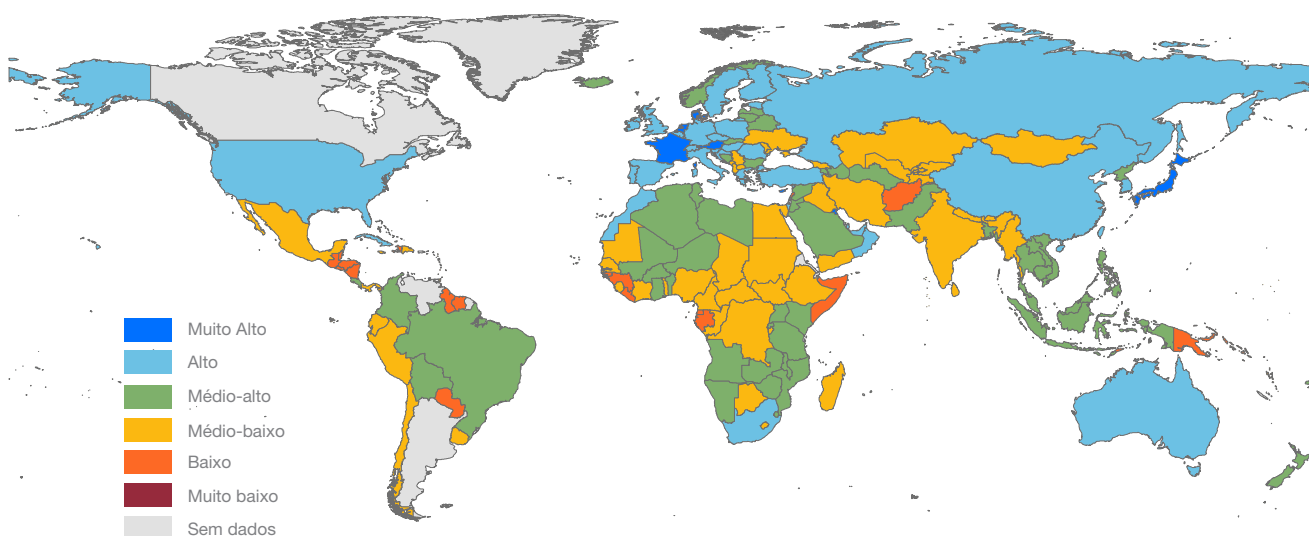 Muito Alto
Alto
Médio-alto
Médio-baixo
Baixo
Muito baixo
Sem dados